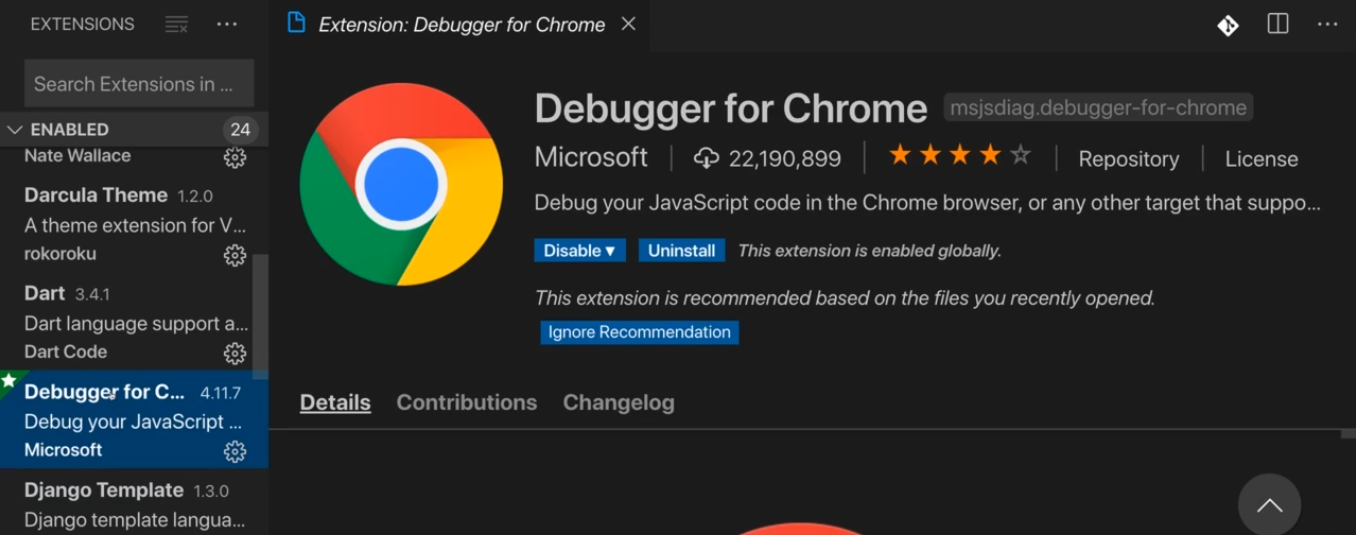 EXTENSIONS
Search Extensions in ...
ENABLED 24
Nate Wallace
Darcula Theme 1.2.0
A theme extension for V...
rokoroku
Dart 3.4.1
Dart language support a...
Dart Code
Debugger for C... 4.11.7
Debug your JavaScript ...
Microsoft
Django Template 1.3.0
Django template langua...
Extension: Debugger for Chrome
Debugger for Chrome msjsdiag.debugger-for-chrome
Microsoft 22,190,899 Repository License
Debug your JavaScript code in the Chrome browser, or any other target that suppo...
Disable Uninstall This extension is enabled globally.
This extension is recommended based on the files you recently opened.
Ignore Recommendation
Details Contributions Changelog